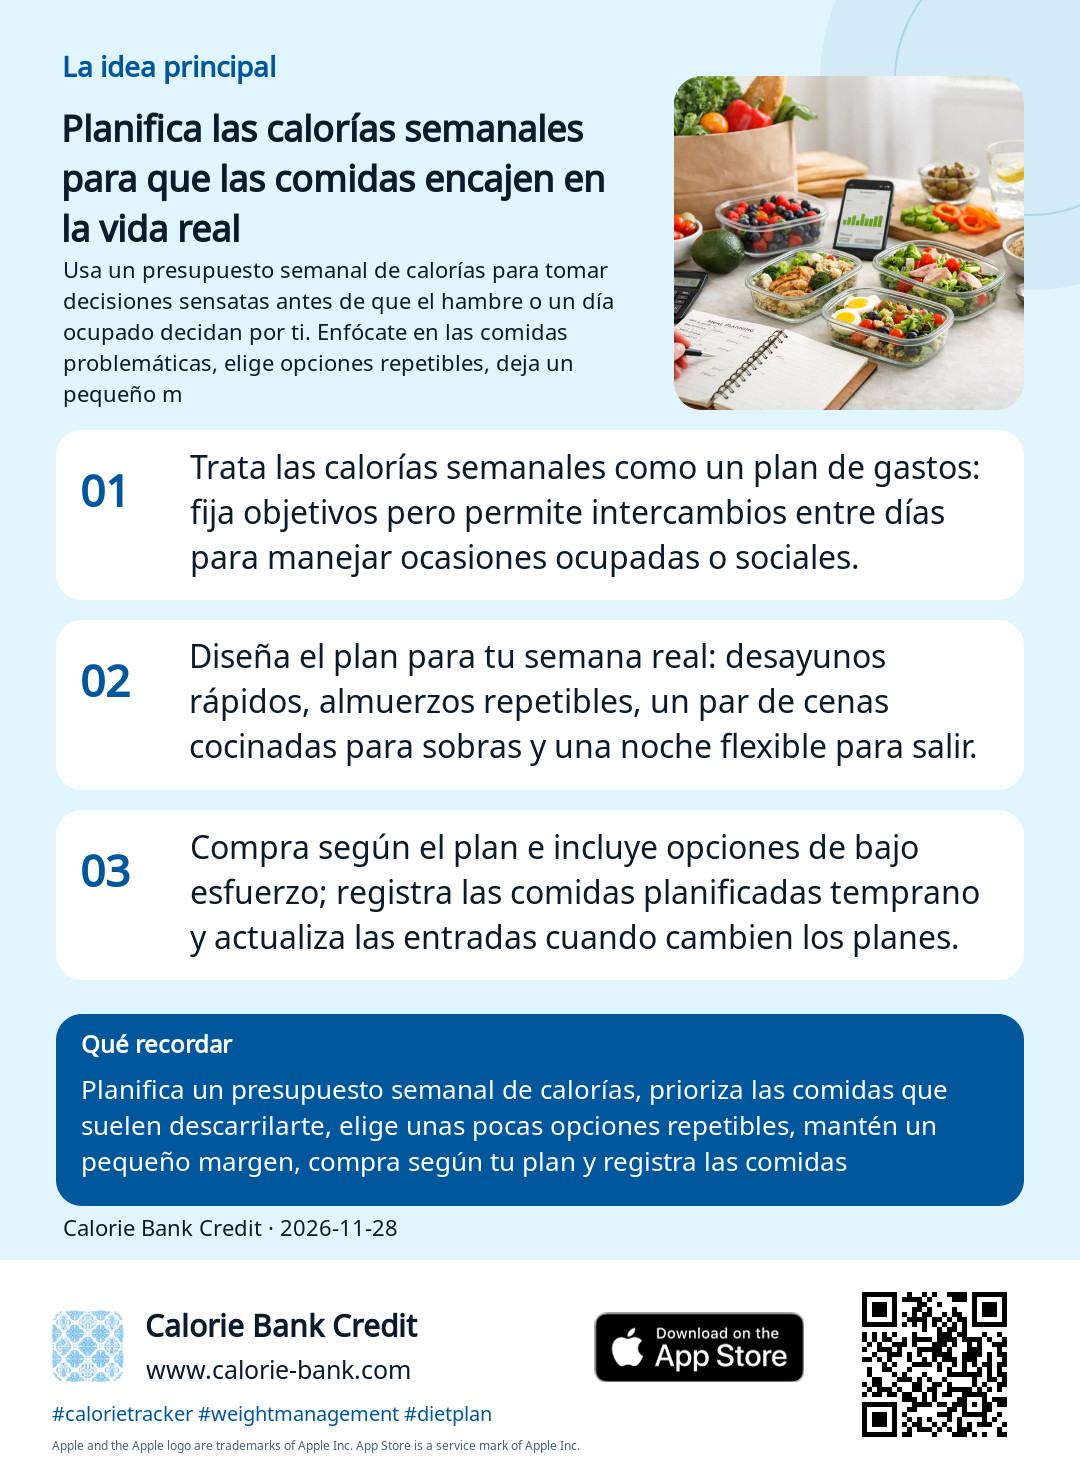 La idea principal
Planifica las calorías semanales
para que las comidas encajen en
la vida real
Usa un presupuesto semanal de calorías para tomar
decisiones sensatas antes de que el hambre o un día
ocupado decidan por ti. Enfócate en las comidas
problemáticas, elige opciones repetibles, deja un
pequeño m
MEAL PLANNING
01
Trata las calorías semanales como un plan de gastos:
fija objetivos pero permite intercambios entre días
para manejar ocasiones ocupadas o sociales.
02
Diseña el plan para tu semana real: desayunos
rápidos, almuerzos repetibles, un par de cenas
cocinadas para sobras y una noche flexible para salir.
03
Compra según el plan e incluye opciones de bajo
esfuerzo; registra las comidas planificadas temprano
y actualiza las entradas cuando cambien los planes.
Qué recordar
Planifica un presupuesto semanal de calorías, prioriza las comidas que
suelen descarrilarte, elige unas pocas opciones repetibles, mantén un
pequeño margen, compra según tu plan y registra las comidas
Calorie Bank Credit · 2026-11-28
Calorie Bank Credit
www.calorie-bank.com
Download on the
App Store
#calorietracker #weightmanagement #dietplan
Apple and the Apple logo are trademarks of Apple Inc. App Store is a service mark of Apple Inc.